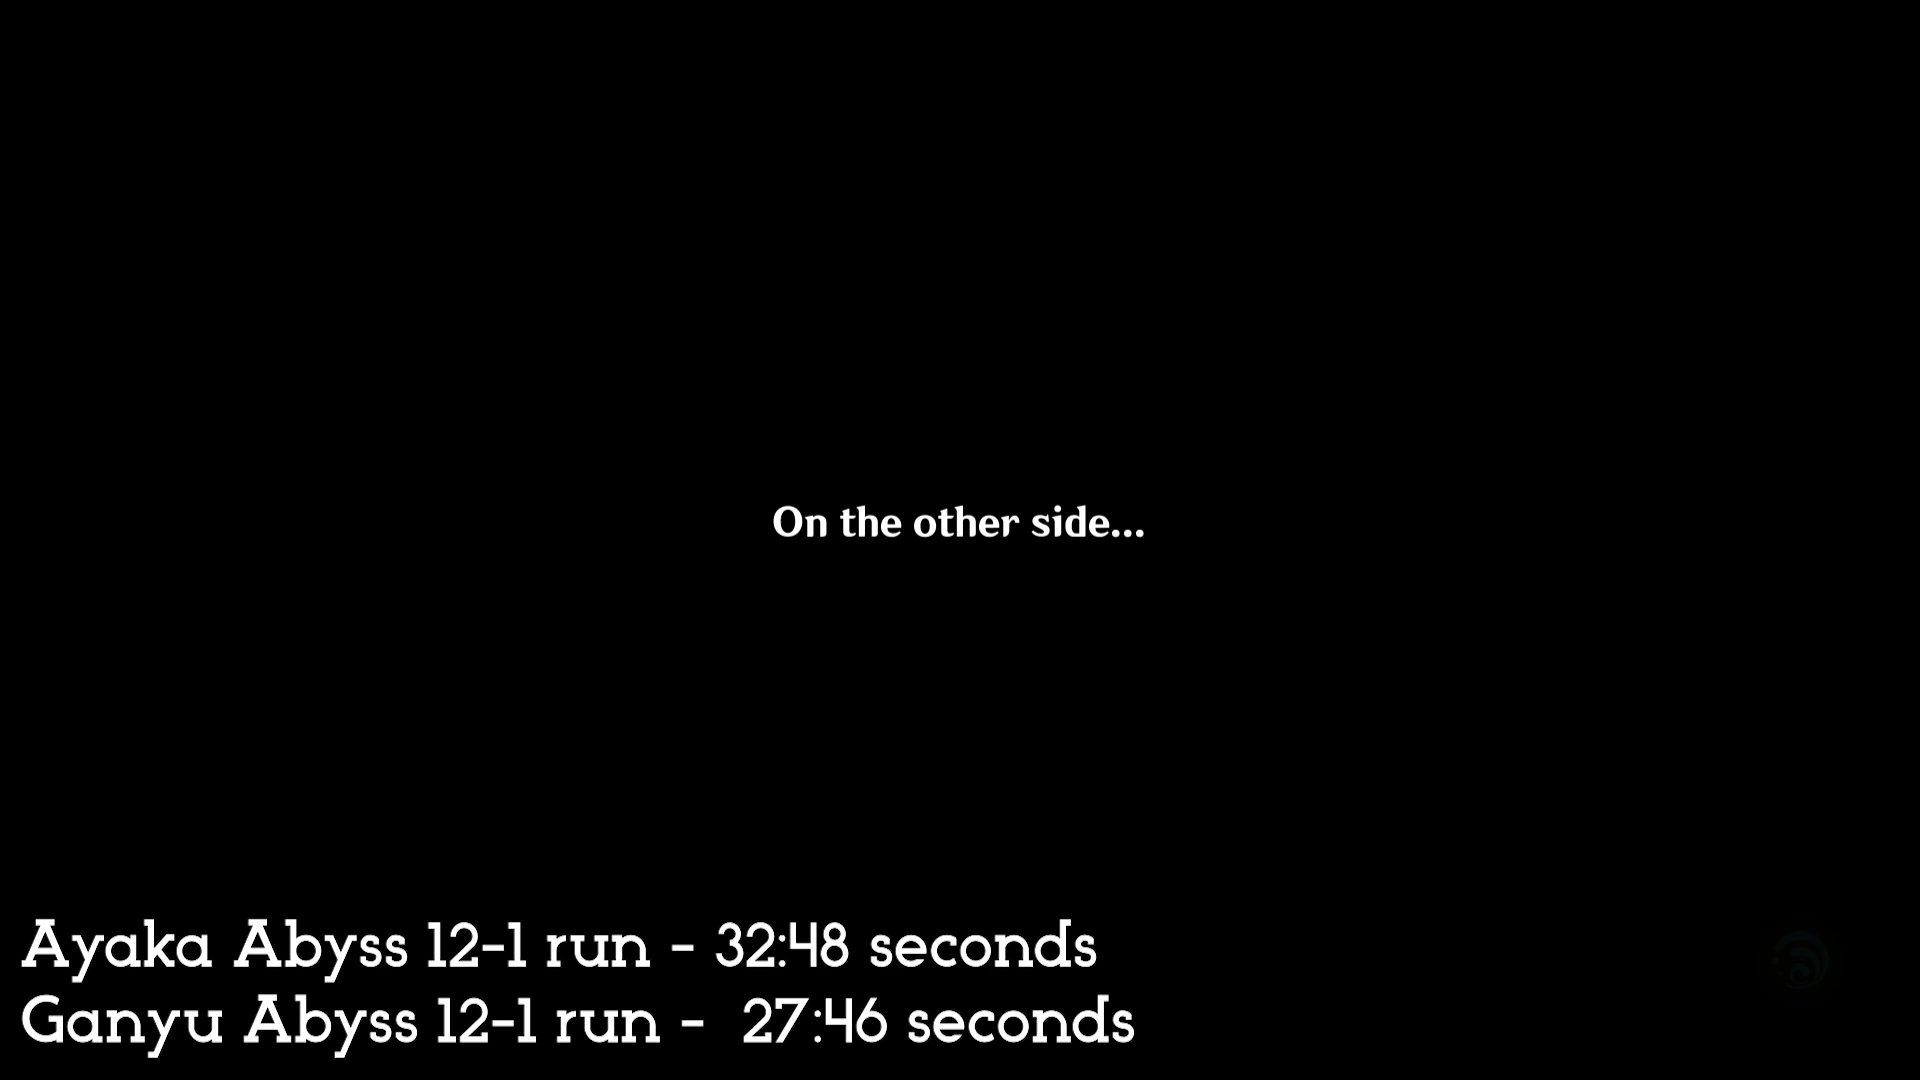 On the other side...
Ayaka Abyss 12-1 run - 32:48 seconds
Ganyu Abyss 12-1 run - 27:46 seconds